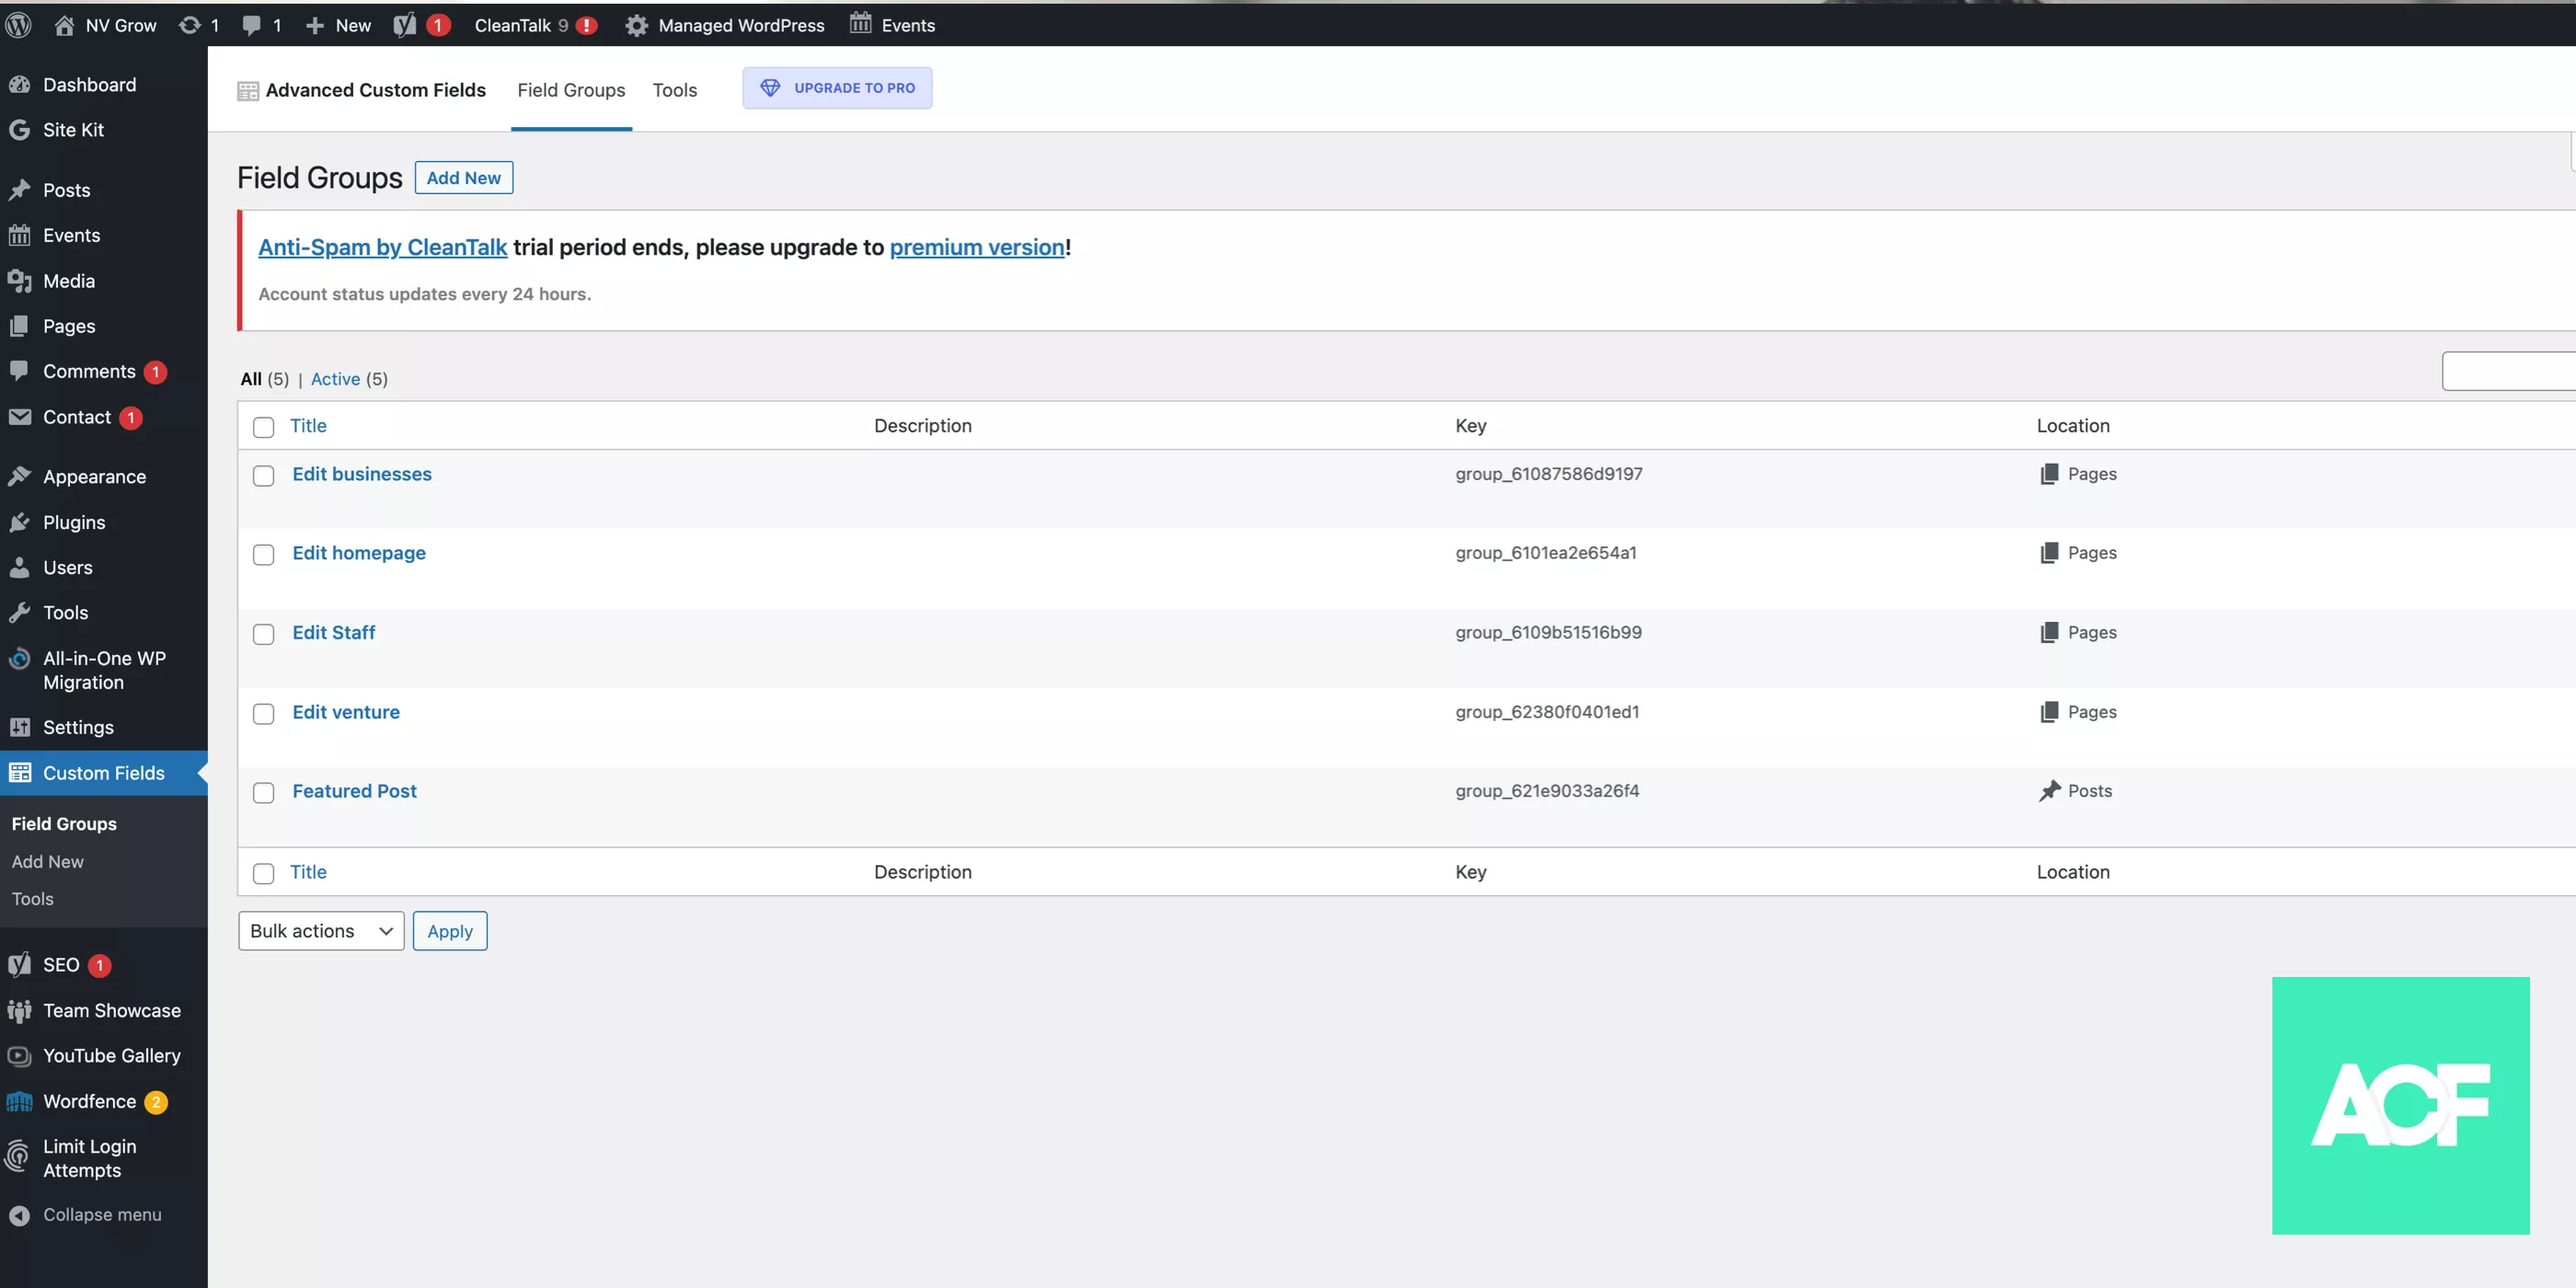 NV Grow 1 1 New 1 CleanTalk 9 ! Managed WordPress Events
Dashboard
Site Kit
Posts
Events
Media
Pages
Comments 1
Contact 1
Appearance
Plugins
Users
Tools
All-in-One WP
Migration
Settings
Custom Fields
Field Groups
Add New
Tools
SEO 1
Team Showcase
YouTube Gallery
Wordfence 2
Limit Login
Attempts
Collapse menu
Advanced Custom Fields Field Groups Tools UPGRADE TO PRO
Field Groups Add New
Anti-Spam by CleanTalk trial period ends, please upgrade to premium version!
Account status updates every 24 hours.
All (5) | Active (5)
Title Description Key Location
Edit businesses group_61087586d9197 Pages
Edit homepage group_6101ea2e654a1 Pages
Edit Staff group_6109b51516b99 Pages
Edit venture group_62380f0401ed1 Pages
Featured Post group_621e9033a26f4 Posts
Title Description Key Location
Bulk actions Apply
ACF